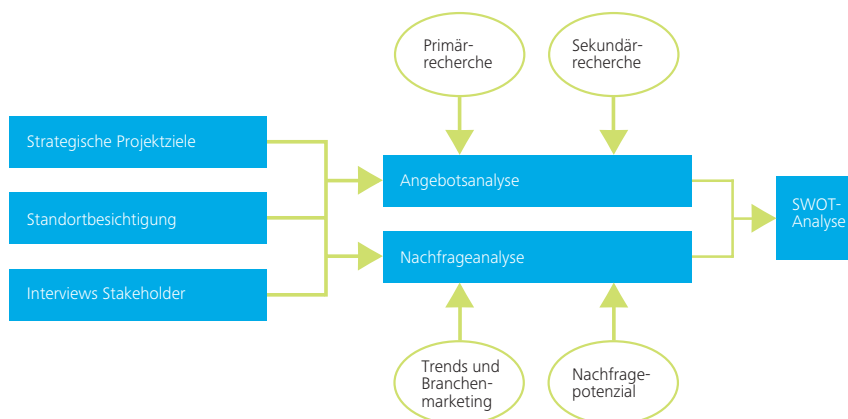 Primär-
recherche
Sekundär-
recherche
Strategische Projektziele
Standortbesichtigung
Interviews Stakeholder
Angebotsanalyse
Nachfrageanalyse
SWOT-
Analyse
Trends und
Branchen-
marketing
Nachfrage-
potenzial